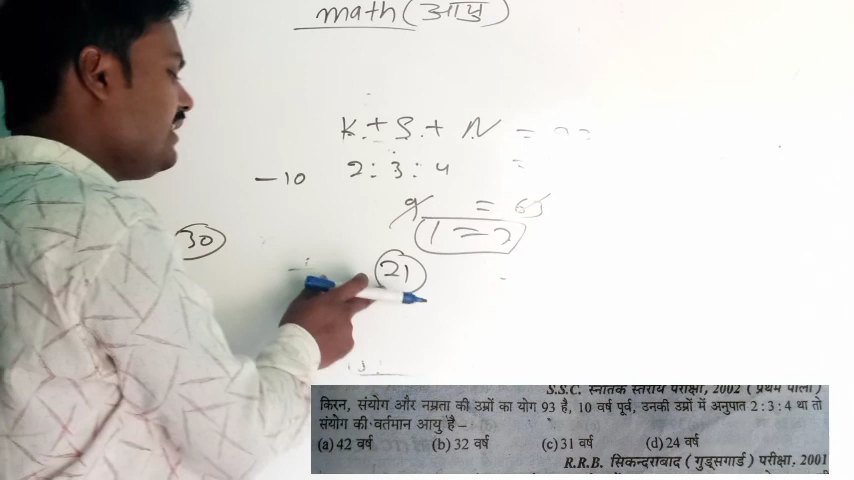 math (आयु)
K + S + N =
-10 2 : 3 : 4 =
9 = 63
1 = 7
30
21
S.S.C. स्नातक स्तरीय परीक्षा, 2002 ( प्रथम पाली )
किरन, संयोग और नम्रता की उम्रों का योग 93 है, 10 वर्ष पूर्व, उनकी उम्रों में अनुपात 2 : 3 : 4 था तो
संयोग की वर्तमान आयु है –
(a) 42 वर्ष (b) 32 वर्ष (c) 31 वर्ष (d) 24 वर्ष
R.R.B. सिकन्दराबाद ( गुड्सगार्ड ) परीक्षा, 2001